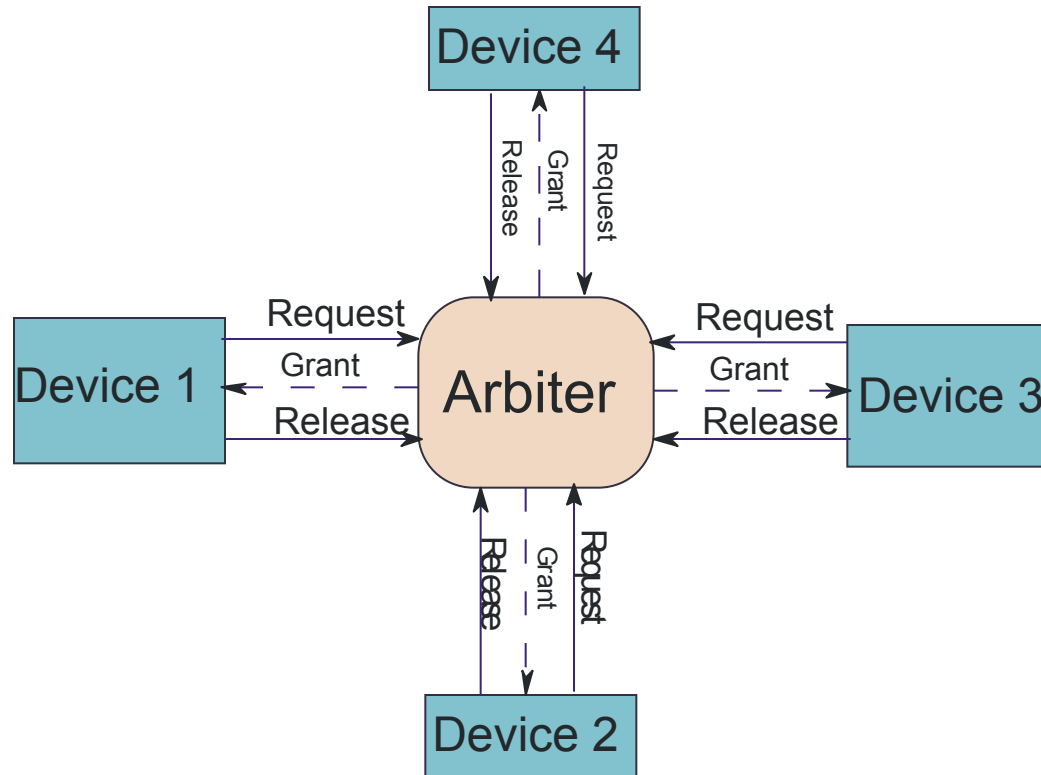 Device 4
Release
Grant
Request
Request
Grant
Release
Device 1
Arbiter
Request
Grant
Release
Device 3
Release
Grant
Request
Device 2